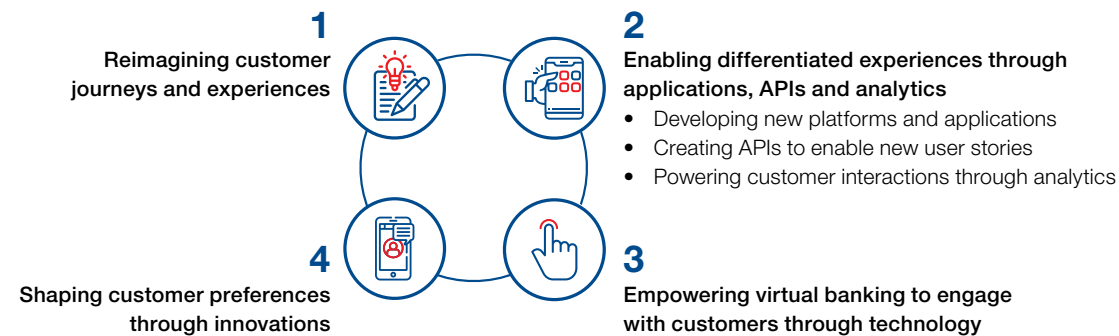 1
Reimagining customer
journeys and experiences
2
Enabling differentiated experiences through
applications, APIs and analytics
• Developing new platforms and applications
• Creating APIs to enable new user stories
• Powering customer interactions through analytics
3
Empowering virtual banking to engage
with customers through technology
4
Shaping customer preferences
through innovations